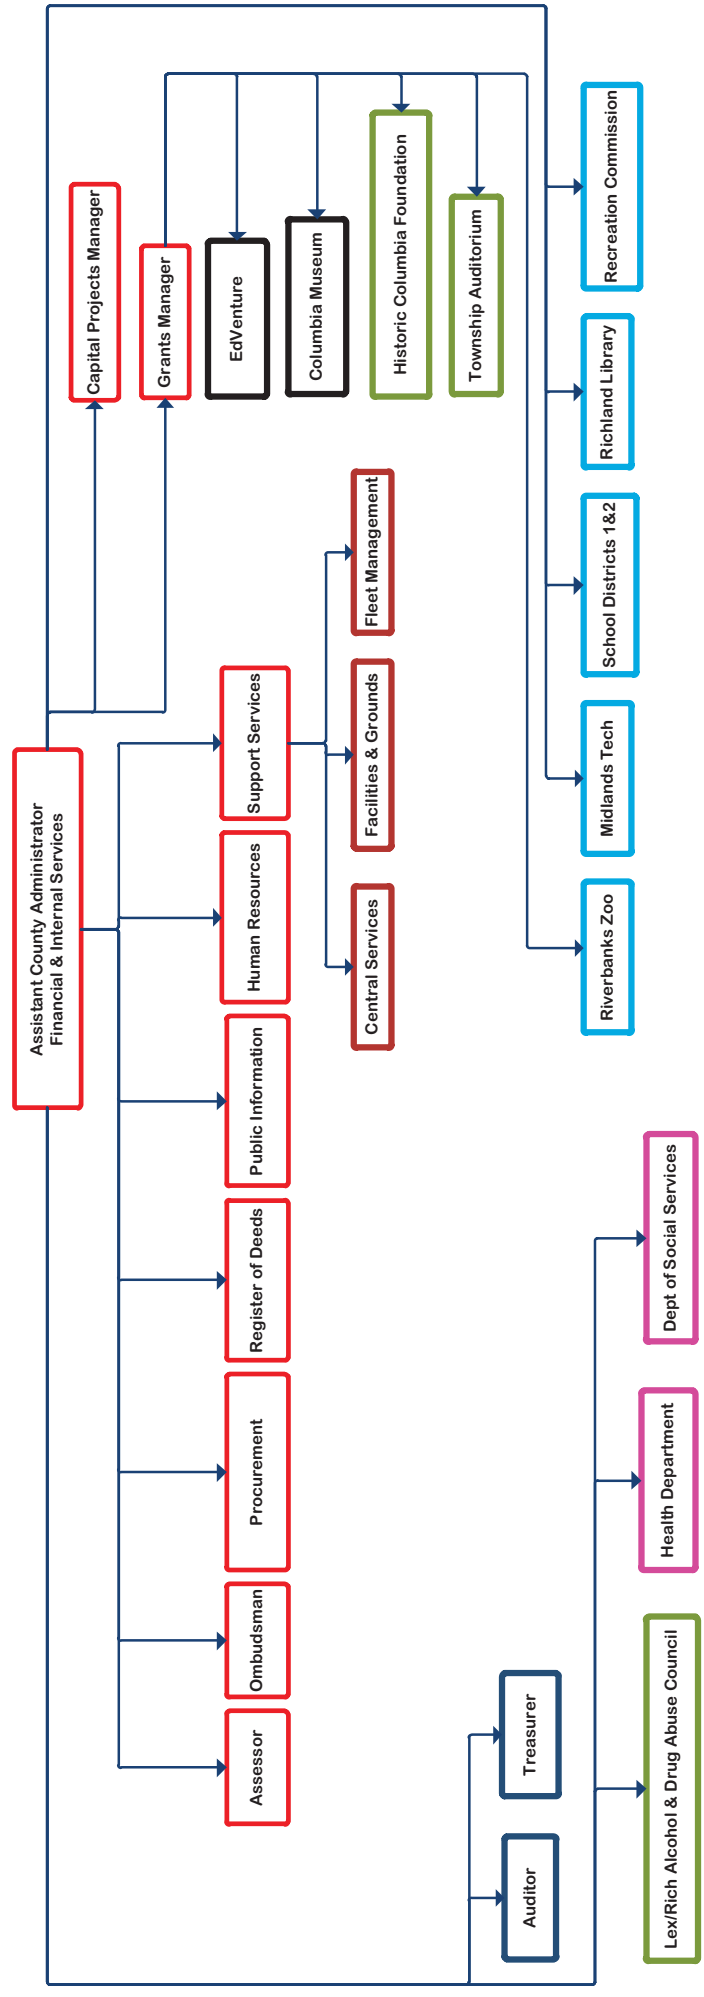 Assistant County Administrator
Financial & Internal Services
Capital Projects Manager
Grants Manager
Assessor
Ombudsman
Procurement
Register of Deeds
Public Information
Human Resources
Support Services
EdVenture
Columbia Museum
Historic Columbia Foundation
Township Auditorium
Central Services
Facilities & Grounds
Fleet Management
Auditor
Treasurer
Riverbanks Zoo
Midlands Tech
School Districts 1&2
Richland Library
Recreation Commission
Lex/Rich Alcohol & Drug Abuse Council
Health Department
Dept of Social Services